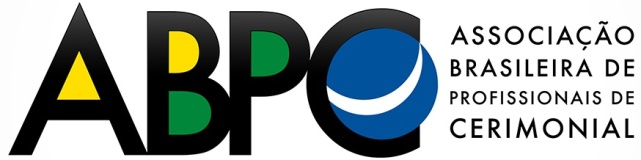 ABPC
ASSOCIAÇÃO
BRASILEIRA DE
PROFISSIONAIS DE
CERIMONIAL